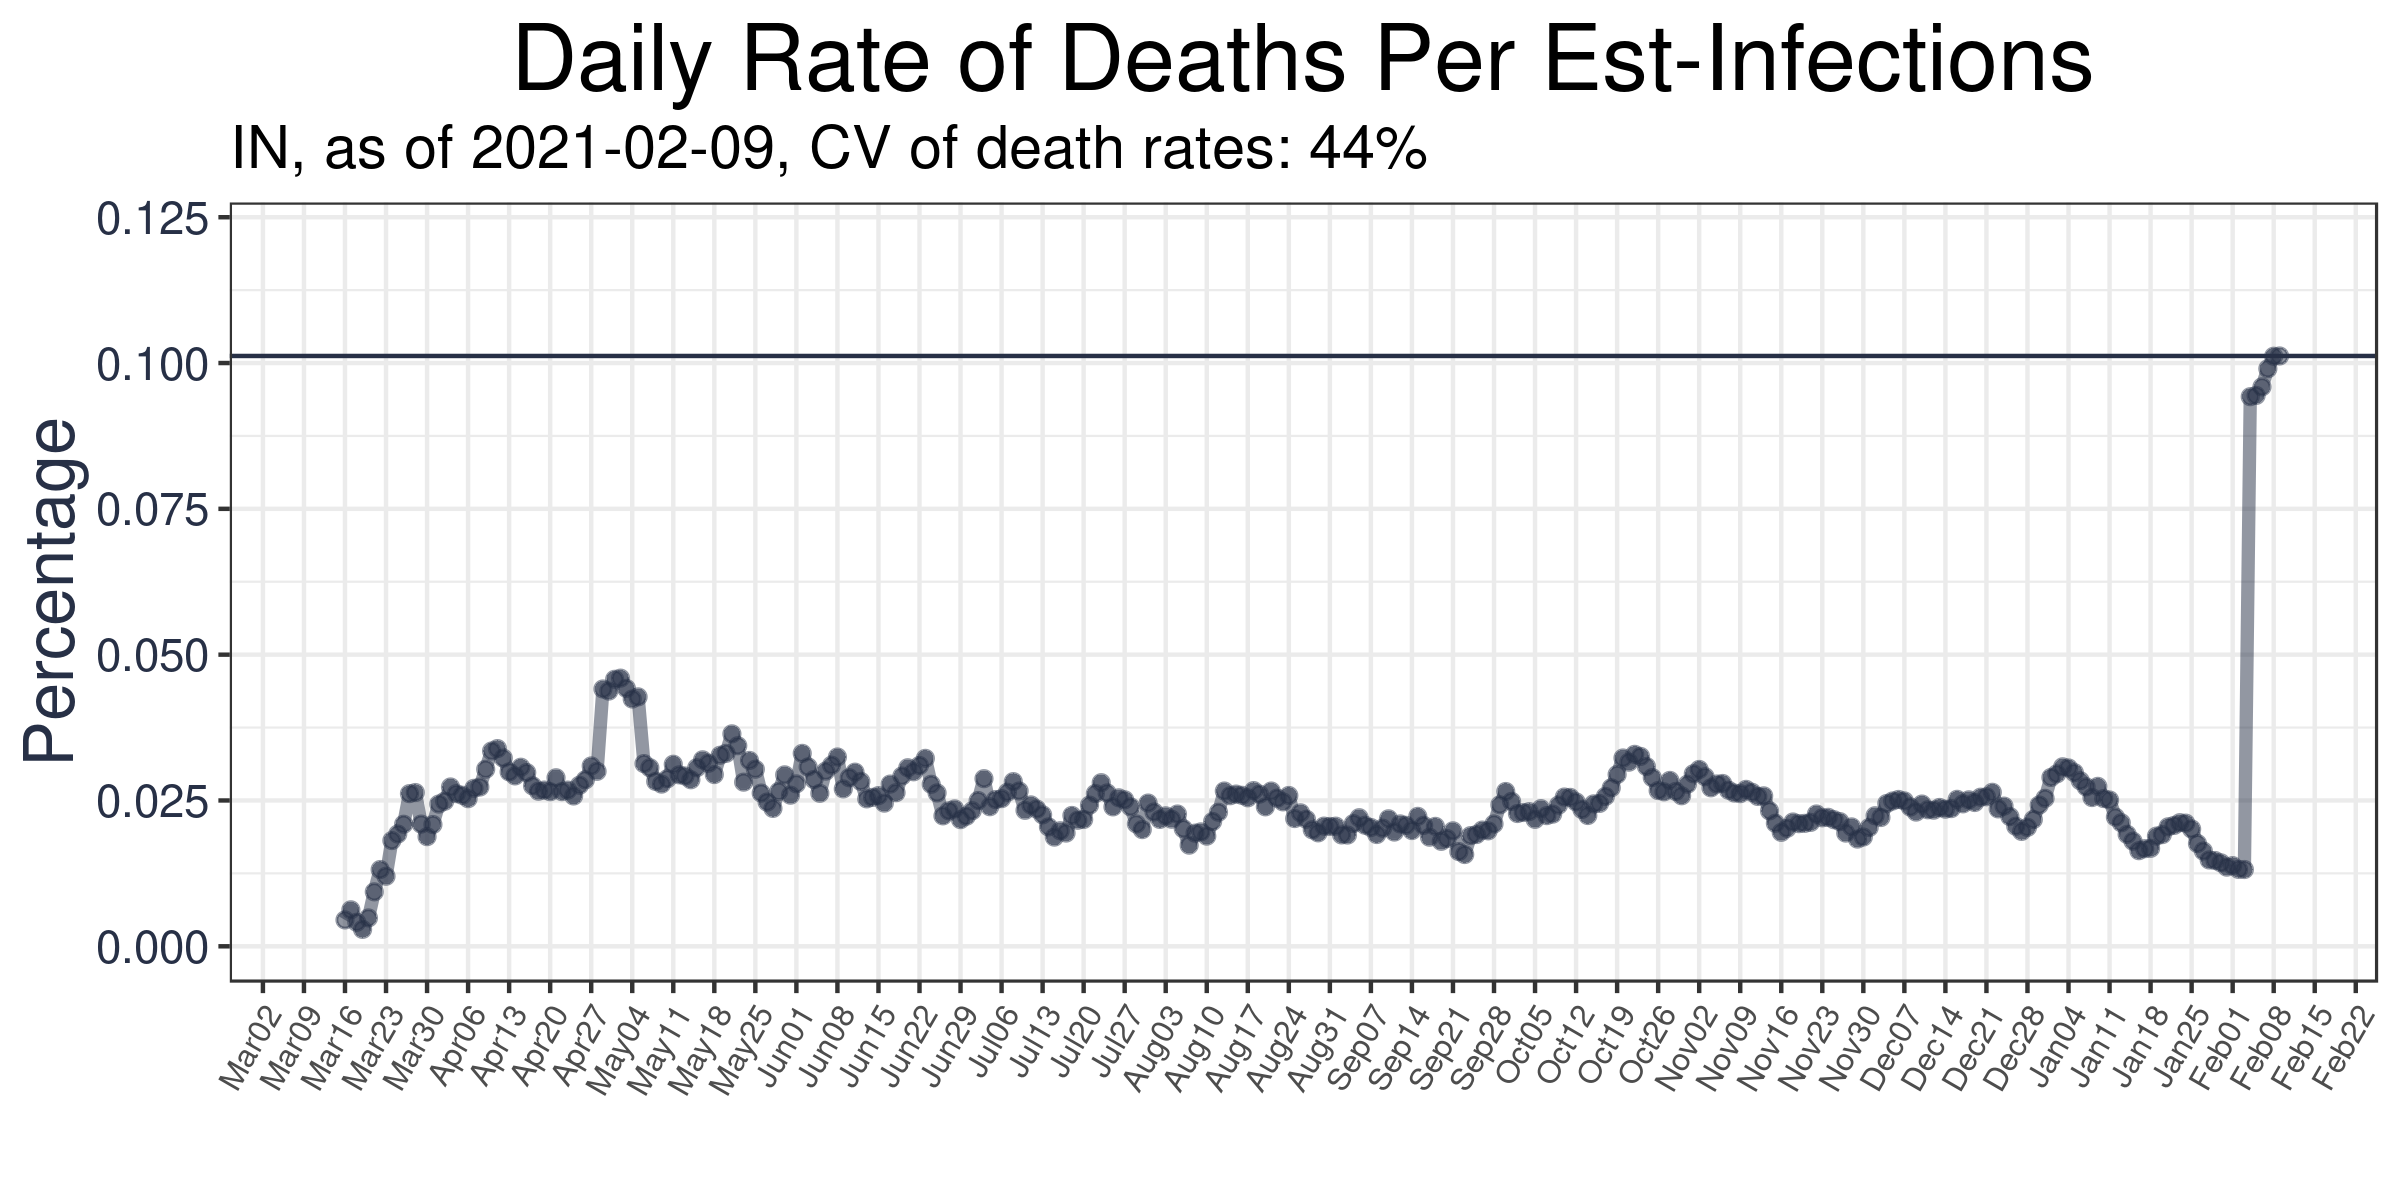 Daily Rate of Deaths Per Est-Infections
IN, as of 2021-02-09, CV of death rates: 44%
Percentage
0.125
0.100
0.075
0.050
0.025
0.000
Mar02
Mar09
Mar16
Mar23
Mar30
Apr06
Apr13
Apr20
Apr27
May04
May11
May18
May25
Jun01
Jun08
Jun15
Jun22
Jun29
Jul06
Jul13
Jul20
Jul27
Aug03
Aug10
Aug17
Aug24
Aug31
Sep07
Sep14
Sep21
Sep28
Oct05
Oct12
Oct19
Oct26
Nov02
Nov09
Nov16
Nov23
Nov30
Dec07
Dec14
Dec21
Dec28
Jan04
Jan11
Jan18
Jan25
Feb01
Feb08
Feb15
Feb22